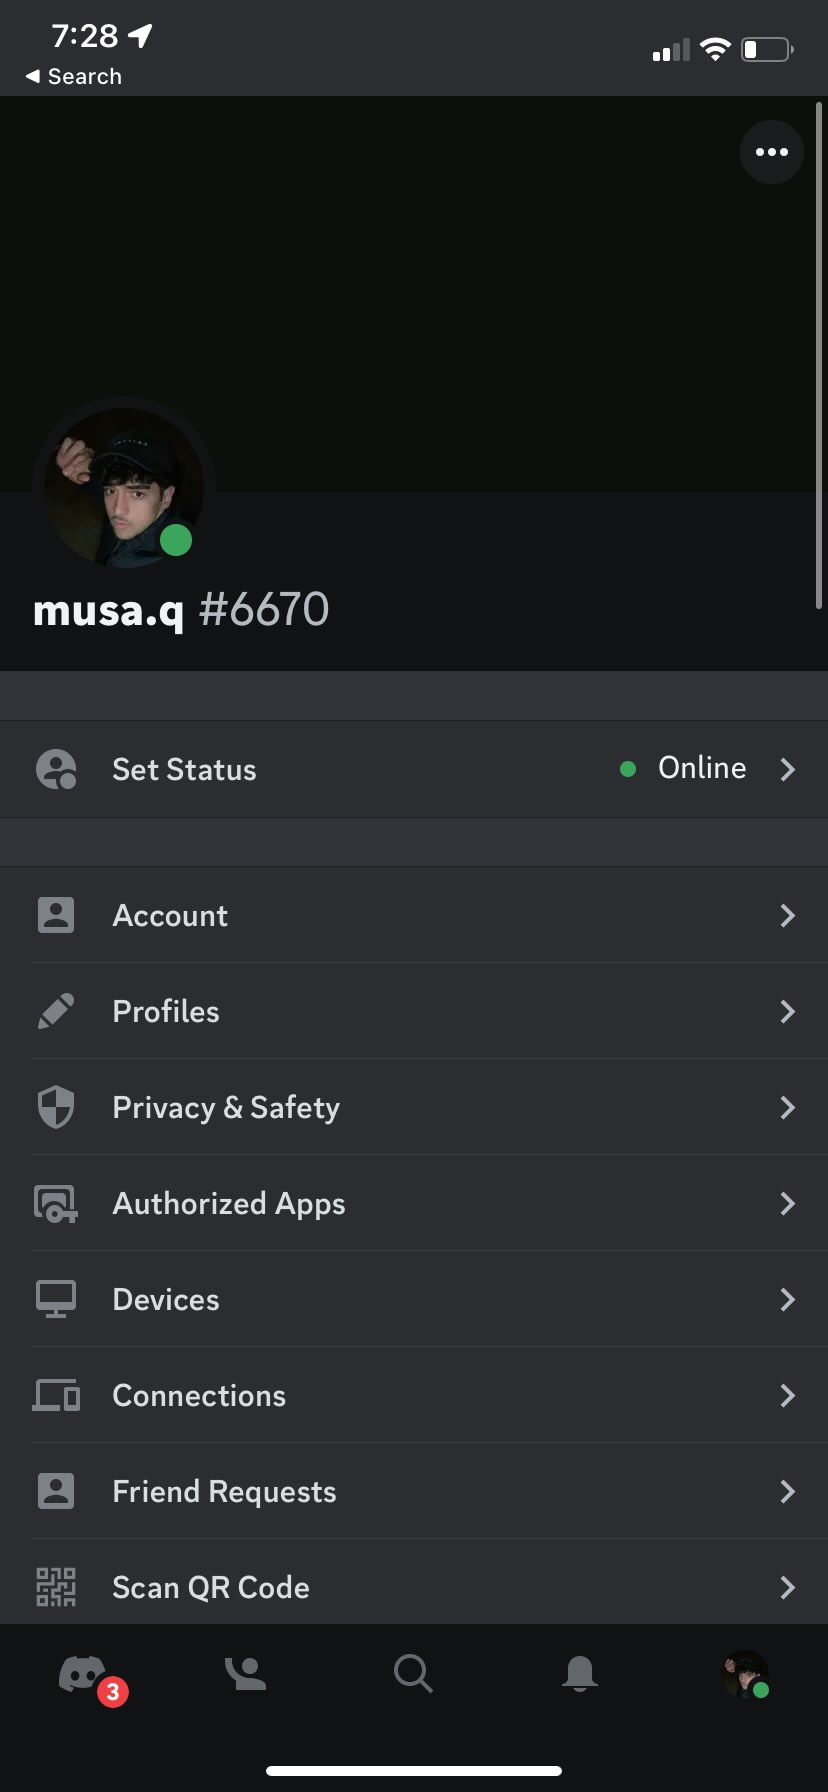 7:28
Search
musa.q #6670
Set Status
Online
Account
Profiles
Privacy & Safety
Authorized Apps
Devices
Connections
Friend Requests
Scan QR Code
3